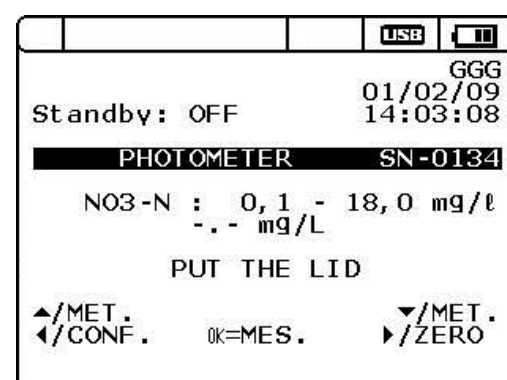 USB
GGG
01/02/09
Standby: OFF 14:03:08
PHOTOMETER SN-0134
NO3-N : 0,1 - 18,0 mg/ℓ
-.- mg/L
PUT THE LID
▲/MET. ▼/MET.
◀/CONF. OK=MES. ▶/ZERO